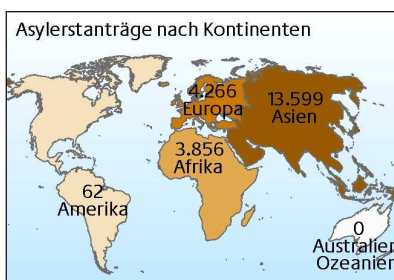 Asylerstanträge nach Kontinenten
4.266
Europa
13.599
Asien
3.856
Afrika
62
Amerika
0
Australien
Ozeanien